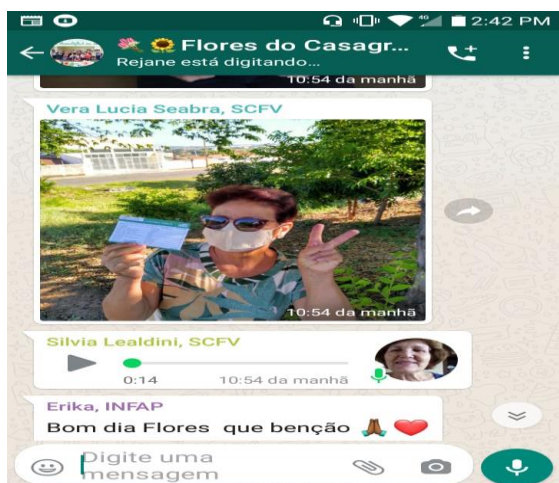 2:42 PM
Flores do Casagr...
Rejane está digitando...
10:54 da manhã
Vera Lucia Seabra, SCFV
10:54 da manhã
Silvia Lealdini, SCFV
0:14 10:54 da manhã
Erika, INFAP
Bom dia Flores que benção
Digite uma
mensagem